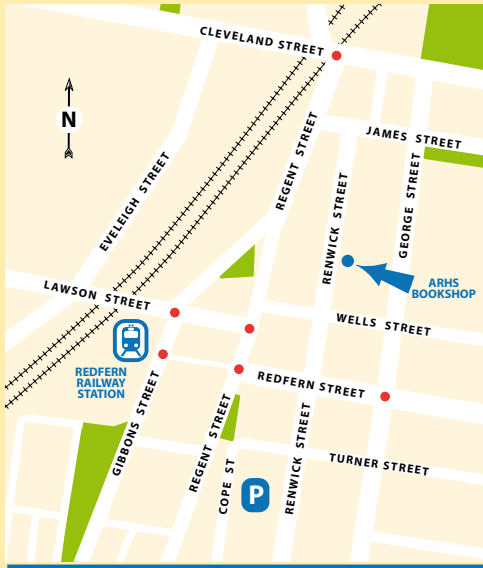 CLEVELAND STREET
N
JAMES STREET
REGENT STREET
EVELEIGH STREET
RENWICK STREET
GEORGE STREET
ARHS
BOOKSHOP
LAWSON STREET
WELLS STREET
REDFERN
RAILWAY
STATION
REDFERN STREET
GIBBONS STREET
REGENT STREET
RENWICK STREET
TURNER STREET
COPE ST
P